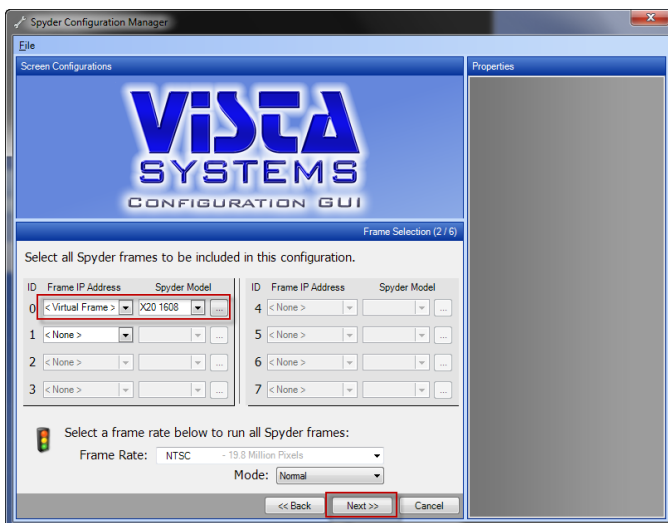 Spyder Configuration Manager
File
Screen Configurations
Properties
ViSTA
SYSTEMS
CONFIGURATION GUI
Frame Selection (2 / 6)
Select all Spyder frames to be included in this configuration.
ID Frame IP Address Spyder Model ID Frame IP Address Spyder Model
0 < Virtual Frame > X20 1608 ... 4 < None > ...
1 < None > ... 5 < None > ...
2 < None > ... 6 < None > ...
3 < None > ... 7 < None > ...
Select a frame rate below to run all Spyder frames:
Frame Rate: NTSC - 19.8 Million Pixels
Mode: Normal
<< Back Next >> Cancel